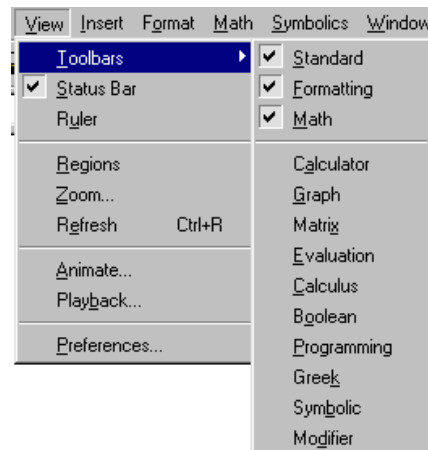 View Insert Format Math Symbolics Window
Toolbars
Status Bar
Ruler
Regions
Zoom...
Refresh Ctrl+R
Animate...
Playback...
Preferences...
Standard
Formatting
Math
Calculator
Graph
Matrix
Evaluation
Calculus
Boolean
Programming
Greek
Symbolic
Modifier